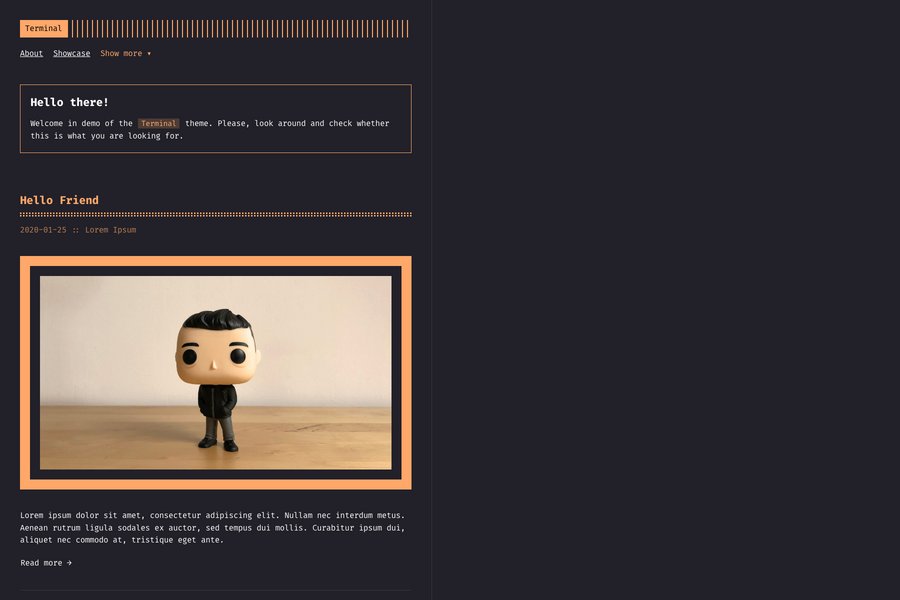 Terminal
About Showcase Show more ▾
Hello there!
Welcome in demo of the Terminal theme. Please, look around and check whether
this is what you are looking for.
Hello Friend
2020-01-25 :: Lorem Ipsum
Lorem ipsum dolor sit amet, consectetur adipiscing elit. Nullam nec interdum metus.
Aenean rutrum ligula sodales ex auctor, sed tempus dui mollis. Curabitur ipsum dui,
aliquet nec commodo at, tristique eget ante.
Read more →